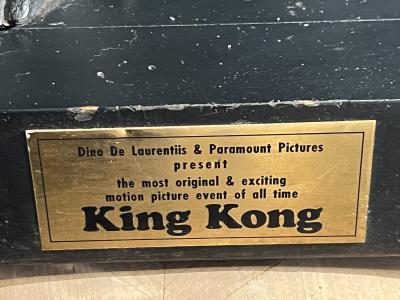 Dino De Laurentiis & Paramount Pictures
present
the most original & exciting
motion picture event of all time
King Kong